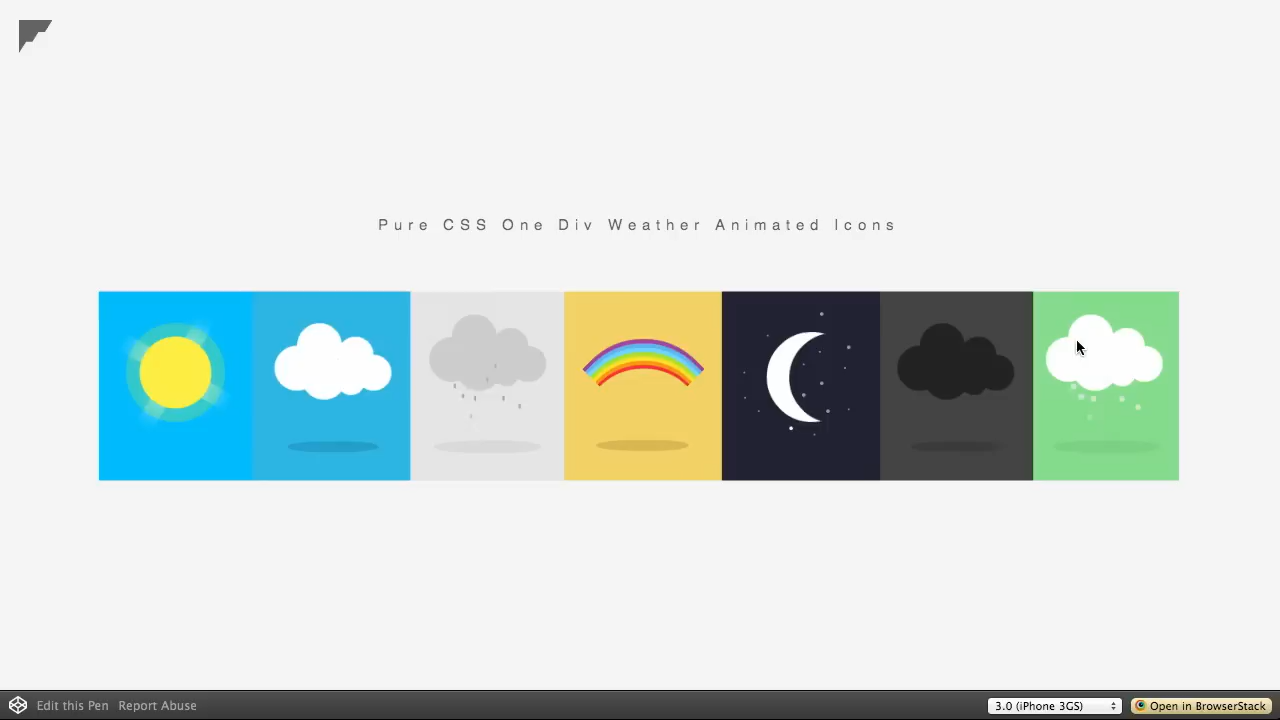 Pure CSS One Div Weather Animated Icons
Edit this Pen Report Abuse 3.0 (iPhone 3GS) Open in BrowserStack